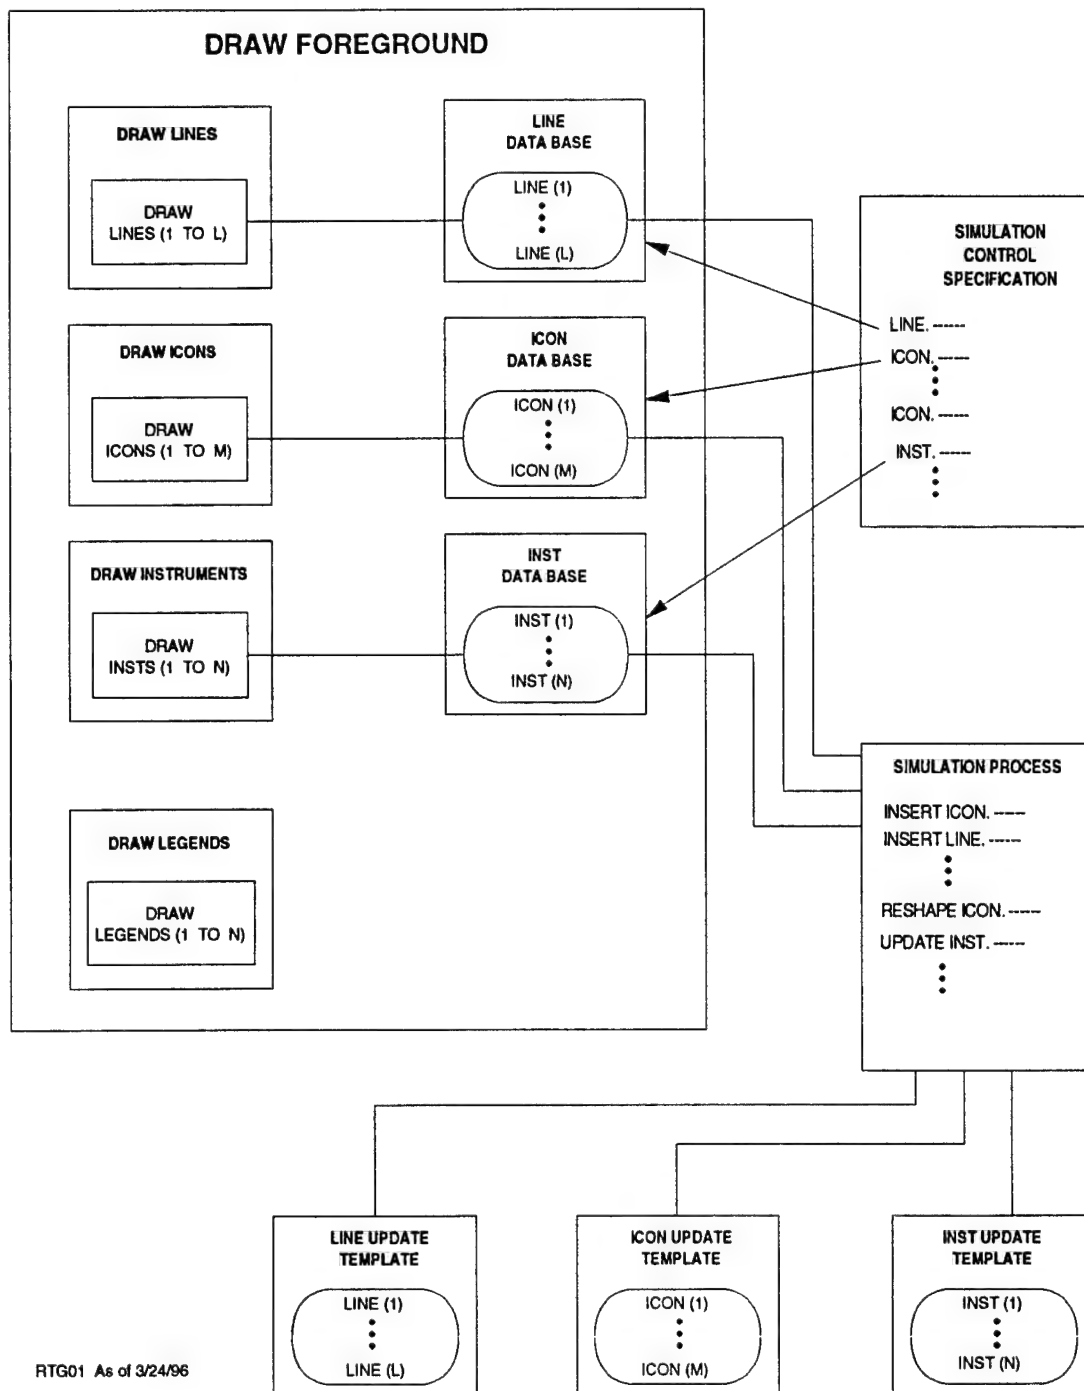 DRAW FOREGROUND
DRAW LINES
DRAW
LINES (1 TO L)
LINE
DATA BASE
LINE (1)
LINE (L)
DRAW ICONS
DRAW
ICONS (1 TO M)
ICON
DATA BASE
ICON (1)
ICON (M)
DRAW INSTRUMENTS
DRAW
INSTS (1 TO N)
INST
DATA BASE
INST (1)
INST (N)
DRAW LEGENDS
DRAW
LEGENDS (1 TO N)
SIMULATION
CONTROL
SPECIFICATION
LINE. -----
ICON. -----
ICON. -----
INST. -----
SIMULATION PROCESS
INSERT ICON. -----
INSERT LINE. -----
RESHAPE ICON. -----
UPDATE INST. -----
LINE UPDATE
TEMPLATE
LINE (1)
LINE (L)
ICON UPDATE
TEMPLATE
ICON (1)
ICON (M)
INST UPDATE
TEMPLATE
INST (1)
INST (N)
RTG01 As of 3/24/96